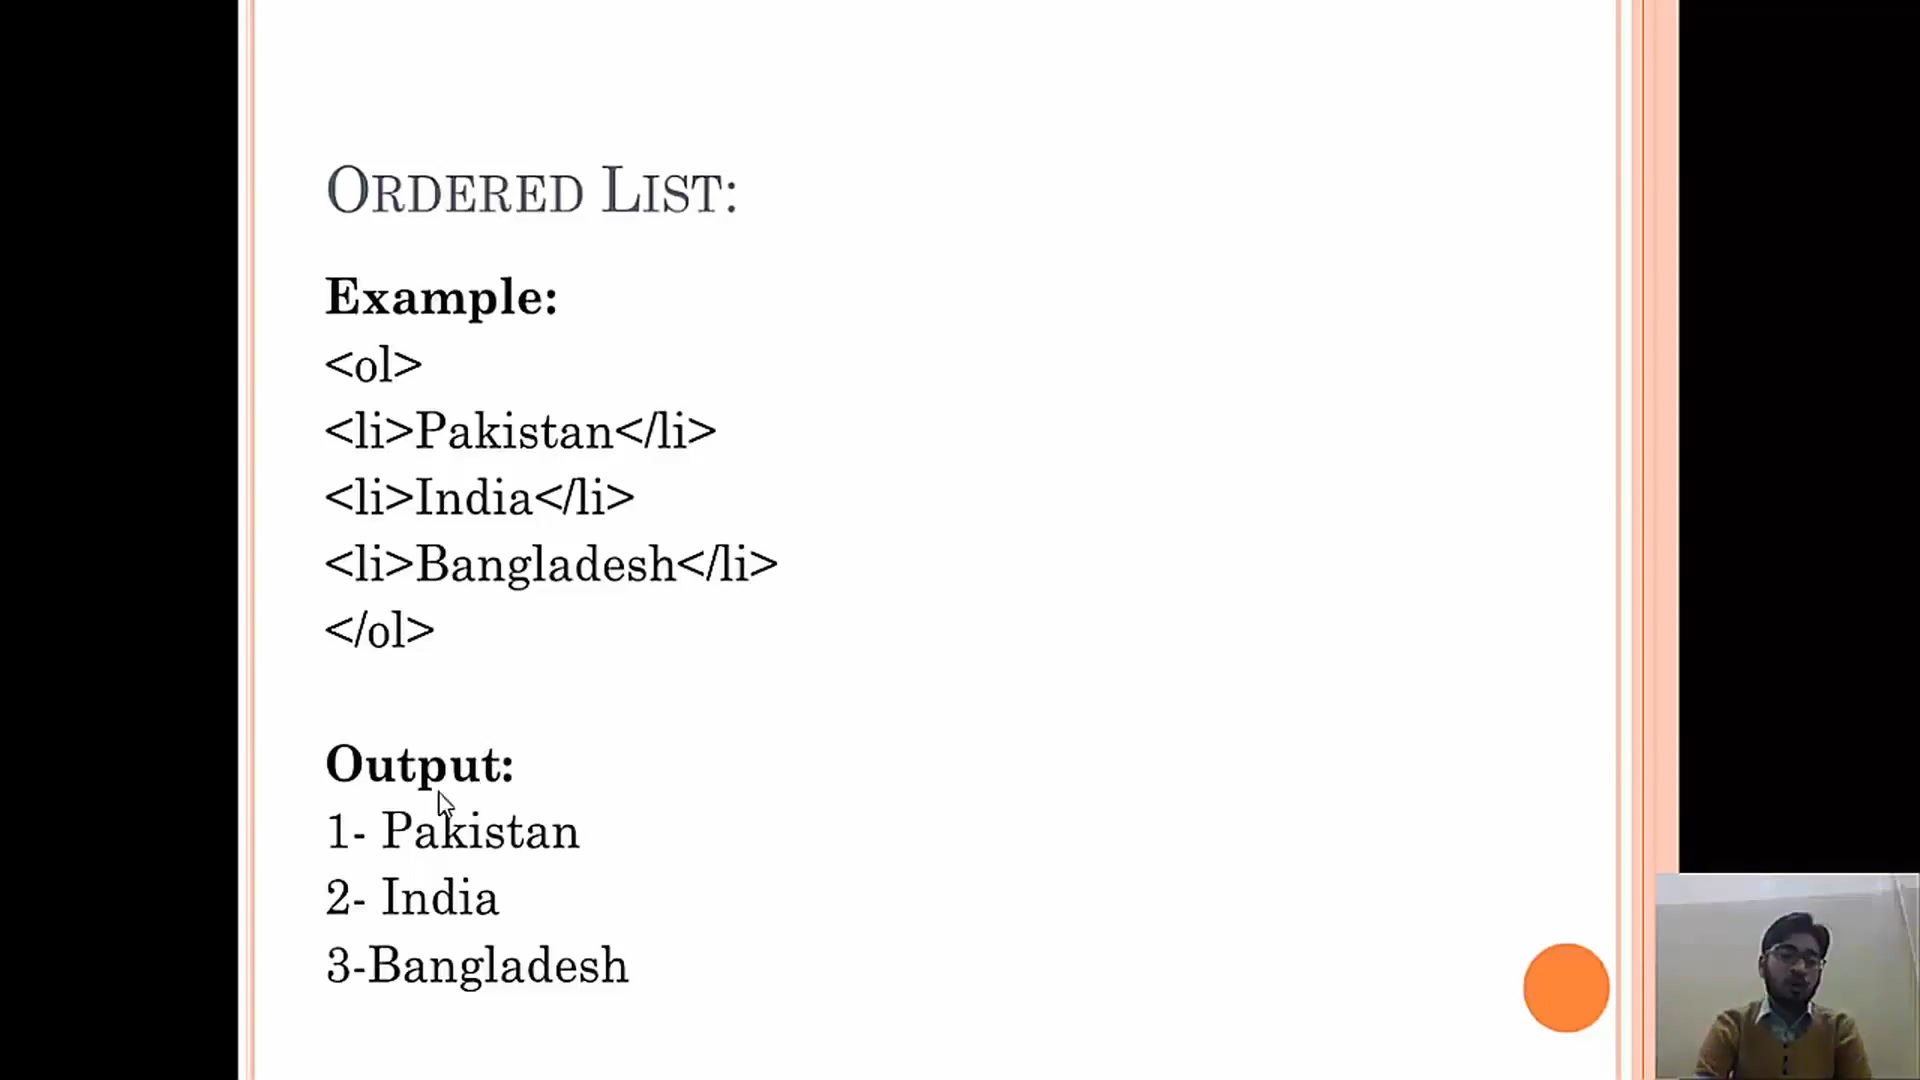 ORDERED LIST:
Example:
<ol>
<li>Pakistan</li>
<li>India</li>
<li>Bangladesh</li>
</ol>
Output:
1- Pakistan
2- India
3-Bangladesh